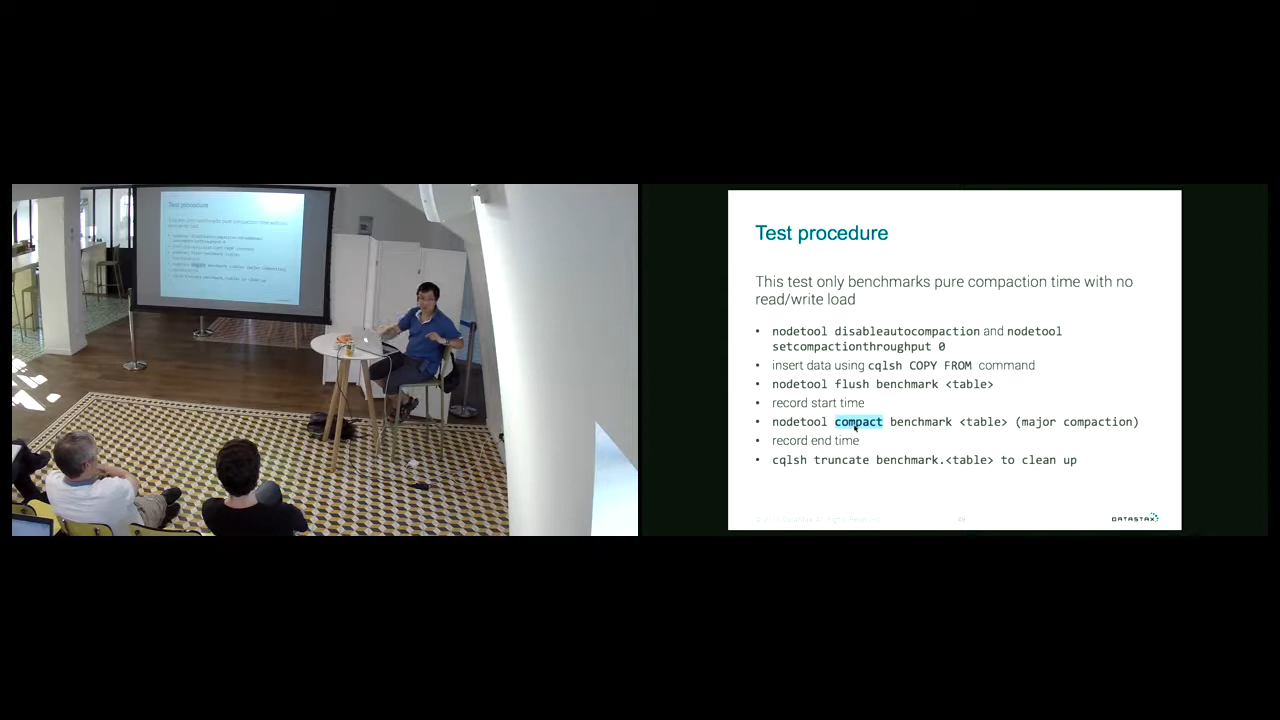 Test procedure
This test only benchmarks pure compaction time with no
read/write load
• nodetool disableautocompaction and nodetool
setcompactionthroughput 0
• insert data using cqlsh COPY FROM command
• nodetool flush benchmark <table>
• record start time
• nodetool compact benchmark <table> (major compaction)
• record end time
• cqlsh truncate benchmark.<table> to clean up
DATASTAX
Test procedure